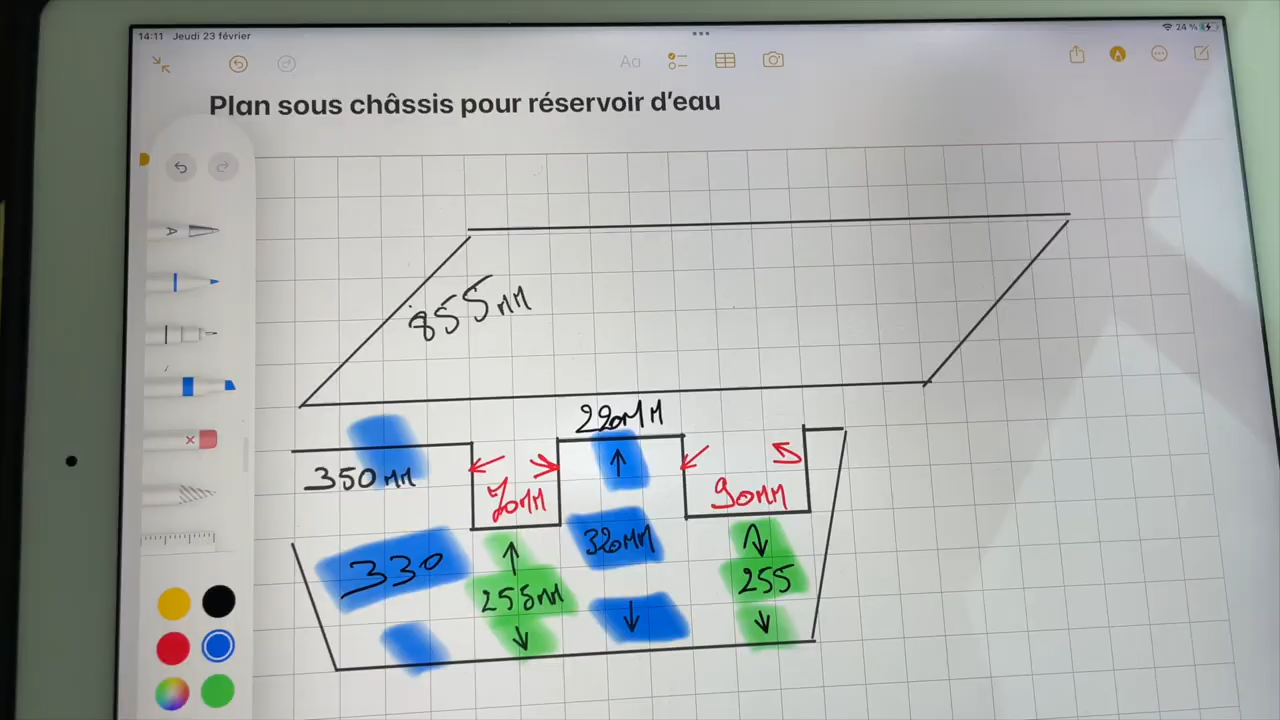 14:11 Jeudi 23 février
24 %
Aa
Plan sous châssis pour réservoir d'eau
A
855mm
220MM
350mm
70mm
90mm
330
320MM
255mm
255